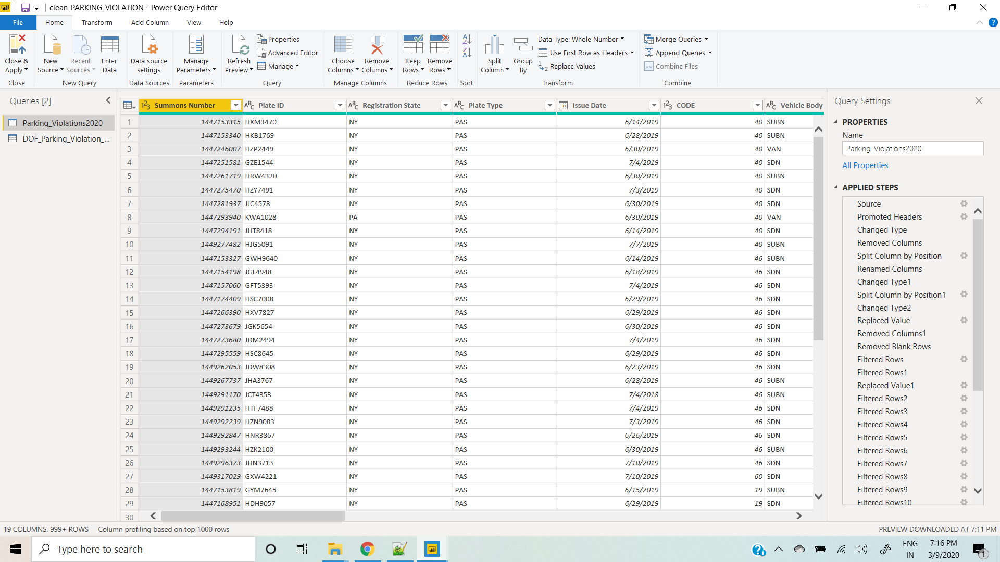 clean_PARKING_VIOLATION - Power Query Editor
File Home Transform Add Column View Help
Close & Apply
Close
New Source
Recent Sources
Enter Data
New Query
Data source settings
Data Sources
Manage Parameters
Parameters
Refresh Preview
Properties
Advanced Editor
Manage
Query
Choose Columns
Remove Columns
Manage Columns
Keep Rows
Remove Rows
Reduce Rows
Sort
Split Column
Group By
Data Type: Whole Number
Use First Row as Headers
Replace Values
Transform
Merge Queries
Append Queries
Combine Files
Combine
Queries [2]
Parking_Violations2020
DOF_Parking_Violation_...
Summons Number Plate ID Registration State Plate Type Issue Date CODE Vehicle Body
1 1447153315 HXM3470 NY PAS 6/14/2019 40 SUBN
2 1447153340 HKB1769 NY PAS 6/28/2019 40 SUBN
3 1447246007 HZP2449 NY PAS 6/30/2019 40 VAN
4 1447251581 GZE1544 NY PAS 7/4/2019 40 SDN
5 1447261719 HRW4320 NY PAS 6/30/2019 40 SUBN
6 1447275470 HZY7491 NY PAS 7/3/2019 40 SDN
7 1447281937 JJC4578 NY PAS 6/30/2019 40 SDN
8 1447293940 KWA1028 PA PAS 6/30/2019 40 VAN
9 1447294191 JHT8418 NY PAS 6/14/2019 40 SDN
10 1449277482 HJG5091 NY PAS 7/7/2019 40 SUBN
11 1447153327 GWH9640 NY PAS 6/14/2019 46 SUBN
12 1447154198 JGL4948 NY PAS 6/18/2019 46 SDN
13 1447157060 GFT5393 NY PAS 7/4/2019 46 SDN
14 1447174409 HSC7008 NY PAS 6/29/2019 46 SDN
15 1447266390 HXV7827 NY PAS 6/29/2019 46 SDN
16 1447273679 JGK5654 NY PAS 6/30/2019 46 SDN
17 1447273680 JDM2494 NY PAS 7/4/2019 46 SDN
18 1447295559 HSC8645 NY PAS 6/29/2019 46 SDN
19 1449262053 JDW8308 NY PAS 6/23/2019 46 SDN
20 1449267737 JHA3767 NY PAS 6/28/2019 46 SUBN
21 1449291170 JCT4353 NY PAS 7/4/2018 46 SUBN
22 1449291235 HTF7488 NY PAS 7/4/2019 46 SDN
23 1449292239 HZN9083 NY PAS 7/3/2019 46 SDN
24 1449292847 HNR3867 NY PAS 6/26/2019 46 SDN
25 1449293244 HZK2100 NY PAS 6/30/2019 46 SUBN
26 1449296373 JHN3713 NY PAS 7/10/2019 46 SDN
27 1449317029 GXW4221 NY PAS 7/10/2019 60 SDN
28 1447153819 GYM7645 NY PAS 6/15/2019 19 SUBN
29 1447168951 HDH9057 NY PAS 6/29/2019 19 SDN
30
Query Settings
PROPERTIES
Name
Parking_Violations2020
All Properties
APPLIED STEPS
Source
Promoted Headers
Changed Type
Removed Columns
Split Column by Position
Renamed Columns
Changed Type1
Split Column by Position1
Changed Type2
Replaced Value
Removed Columns1
Removed Blank Rows
Filtered Rows
Filtered Rows1
Replaced Value1
Filtered Rows2
Filtered Rows3
Filtered Rows4
Filtered Rows5
Filtered Rows6
Filtered Rows7
Filtered Rows8
Filtered Rows9
Filtered Rows10
19 COLUMNS, 999+ ROWS Column profiling based on top 1000 rows
PREVIEW DOWNLOADED AT 7:11 PM
Type here to search
ENG
IN
7:16 PM
3/9/2020
1